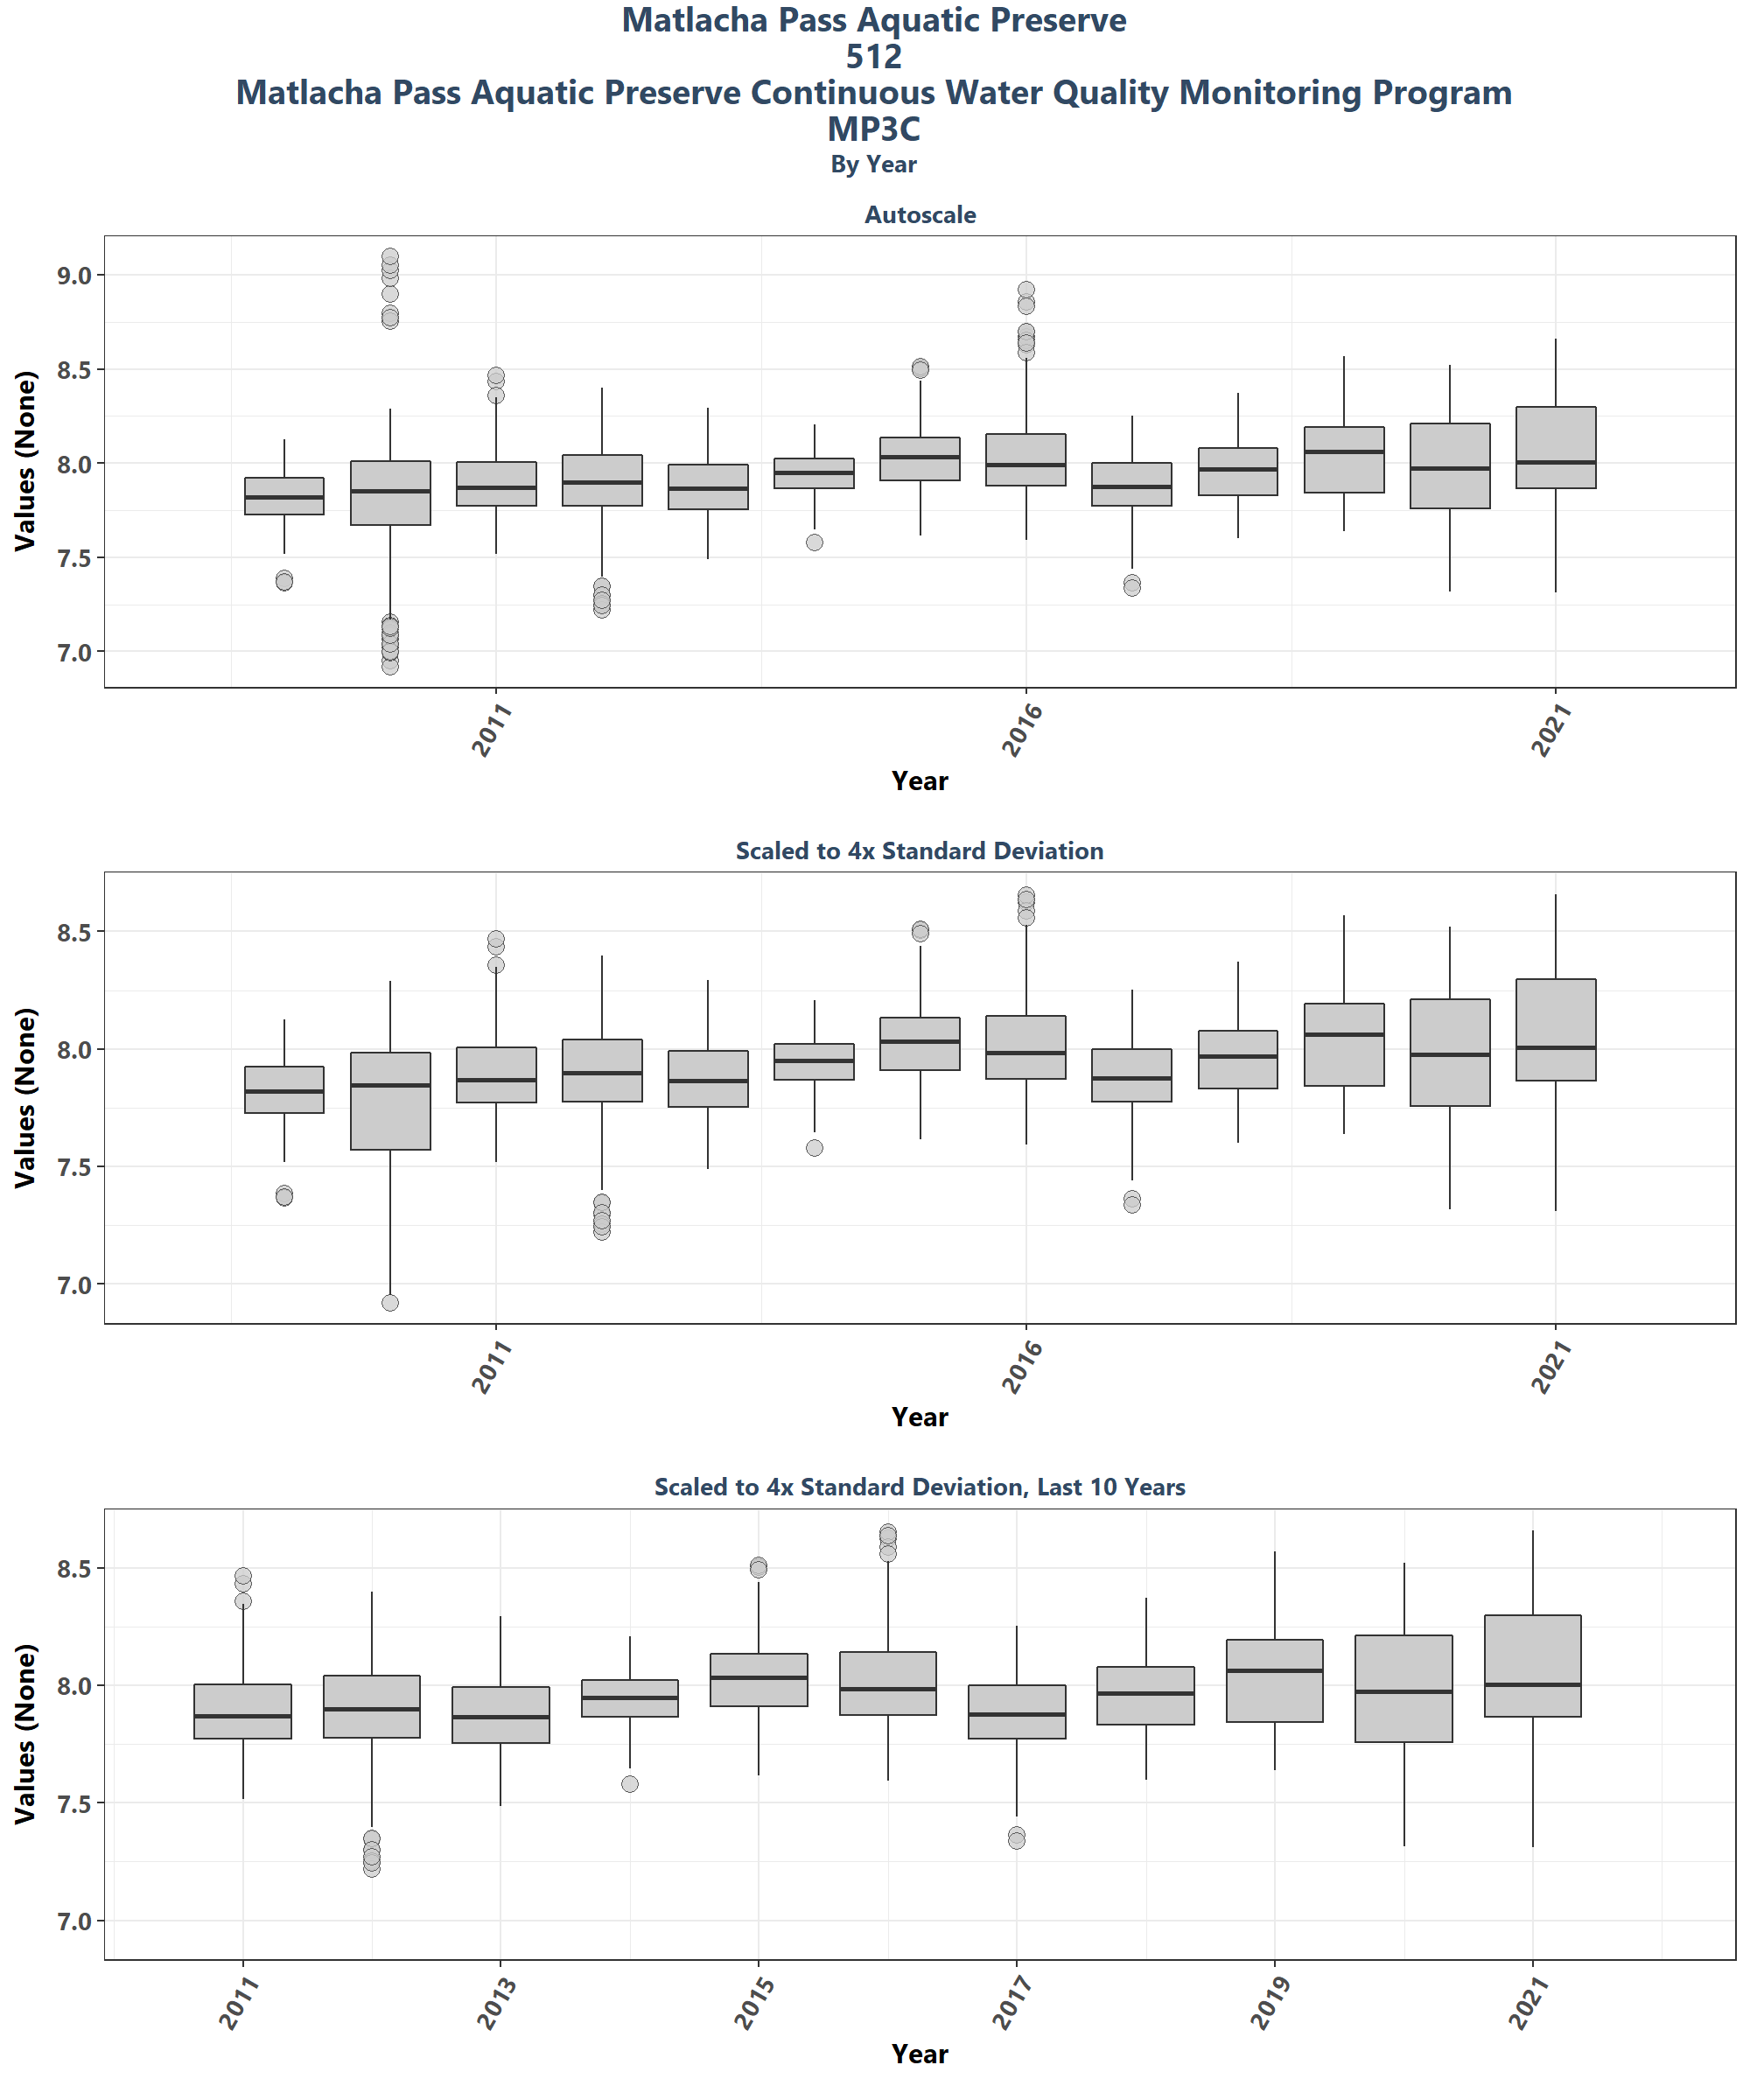 Matlacha Pass Aquatic Preserve
512
Matlacha Pass Aquatic Preserve Continuous Water Quality Monitoring Program
MP3C
By Year
Autoscale
Values (None)
9.0
8.5
8.0
7.5
7.0
2011
2016
2021
Year
Scaled to 4x Standard Deviation
Values (None)
8.5
8.0
7.5
7.0
2011
2016
2021
Year
Scaled to 4x Standard Deviation, Last 10 Years
Values (None)
8.5
8.0
7.5
7.0
2011
2013
2015
2017
2019
2021
Year